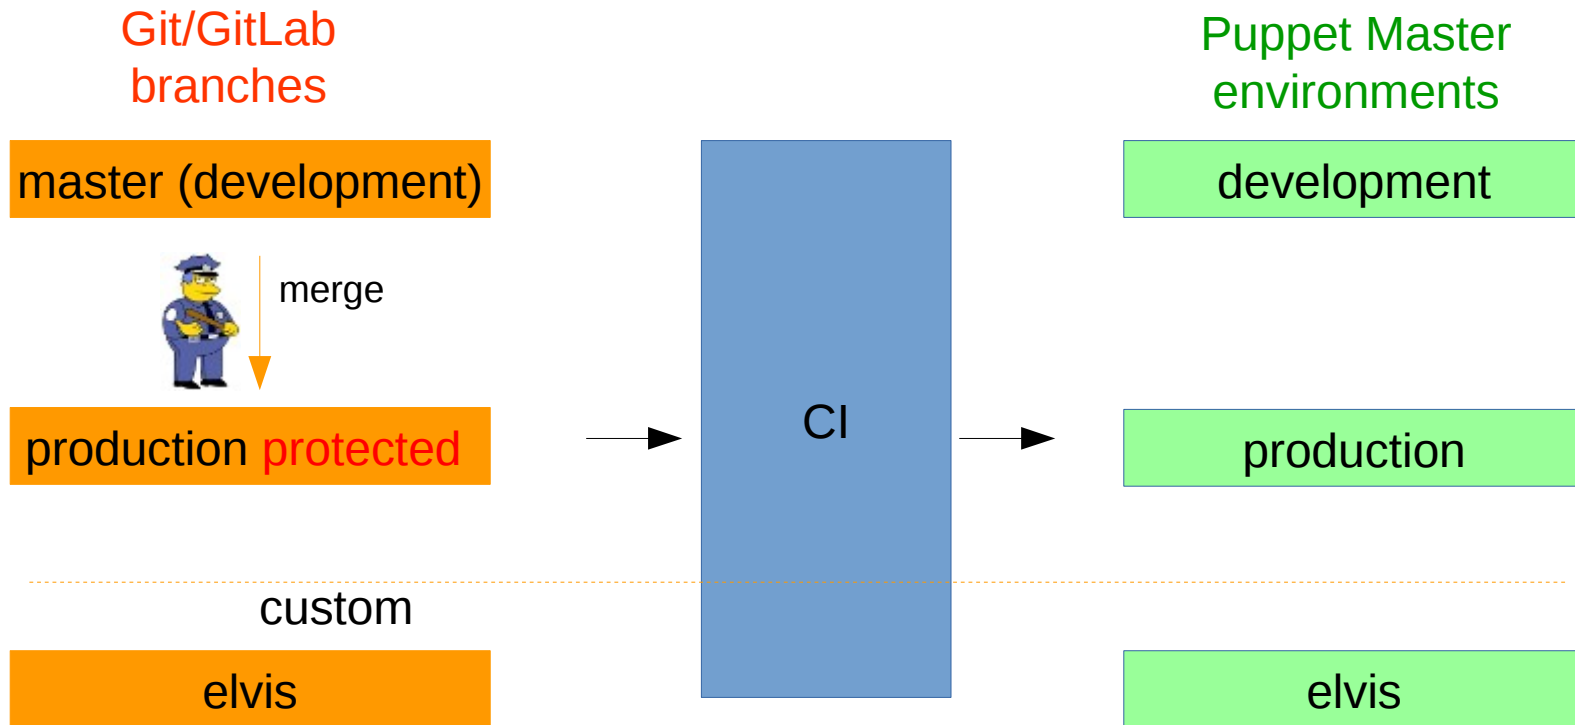 Git/GitLab
branches
Puppet Master
environments
master (development)
development
merge
production protected
CI
production
custom
elvis
elvis